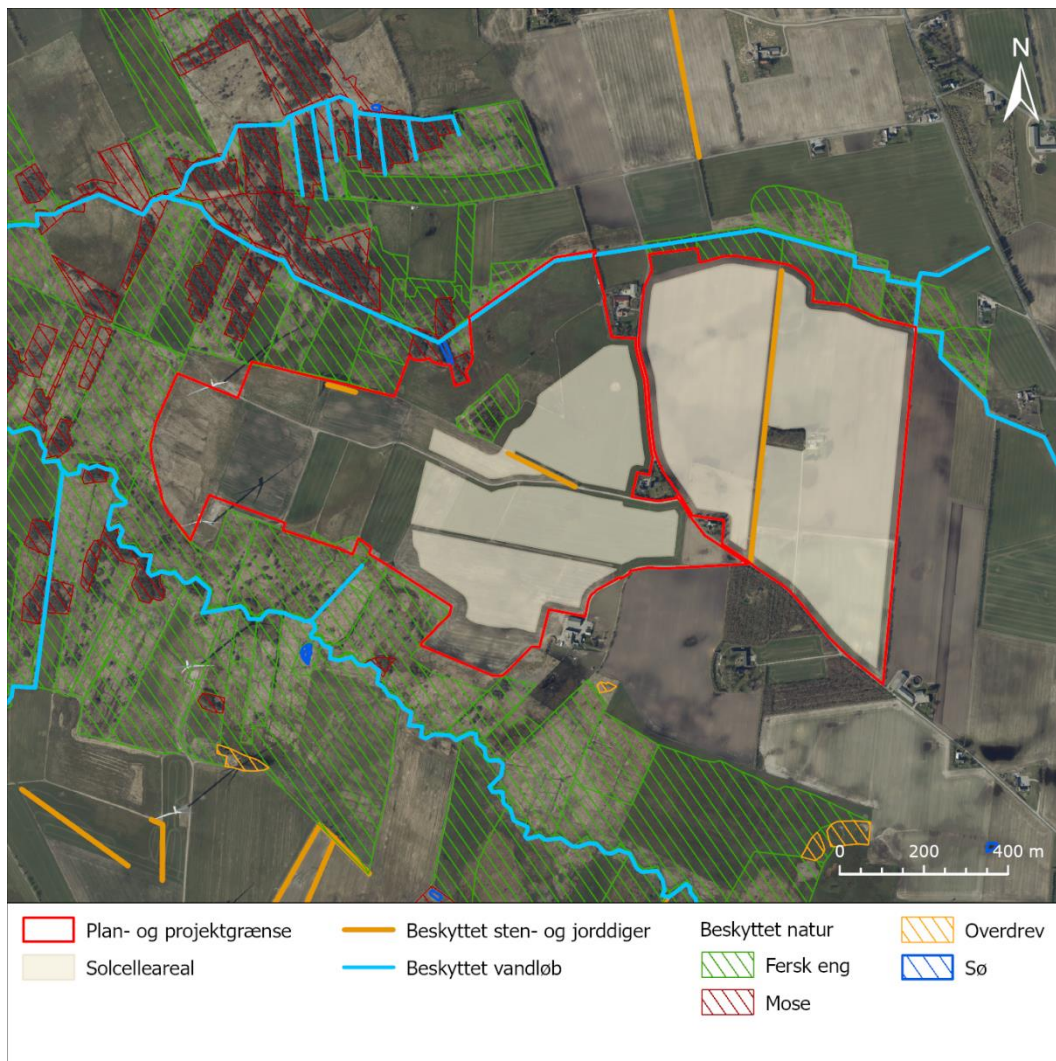 N
0 200 400 m
Plan- og projektgrænse
Solcelleareal
Beskyttet sten- og jorddiger
Beskyttet vandløb
Beskyttet natur
Fersk eng
Mose
Overdrev
Sø